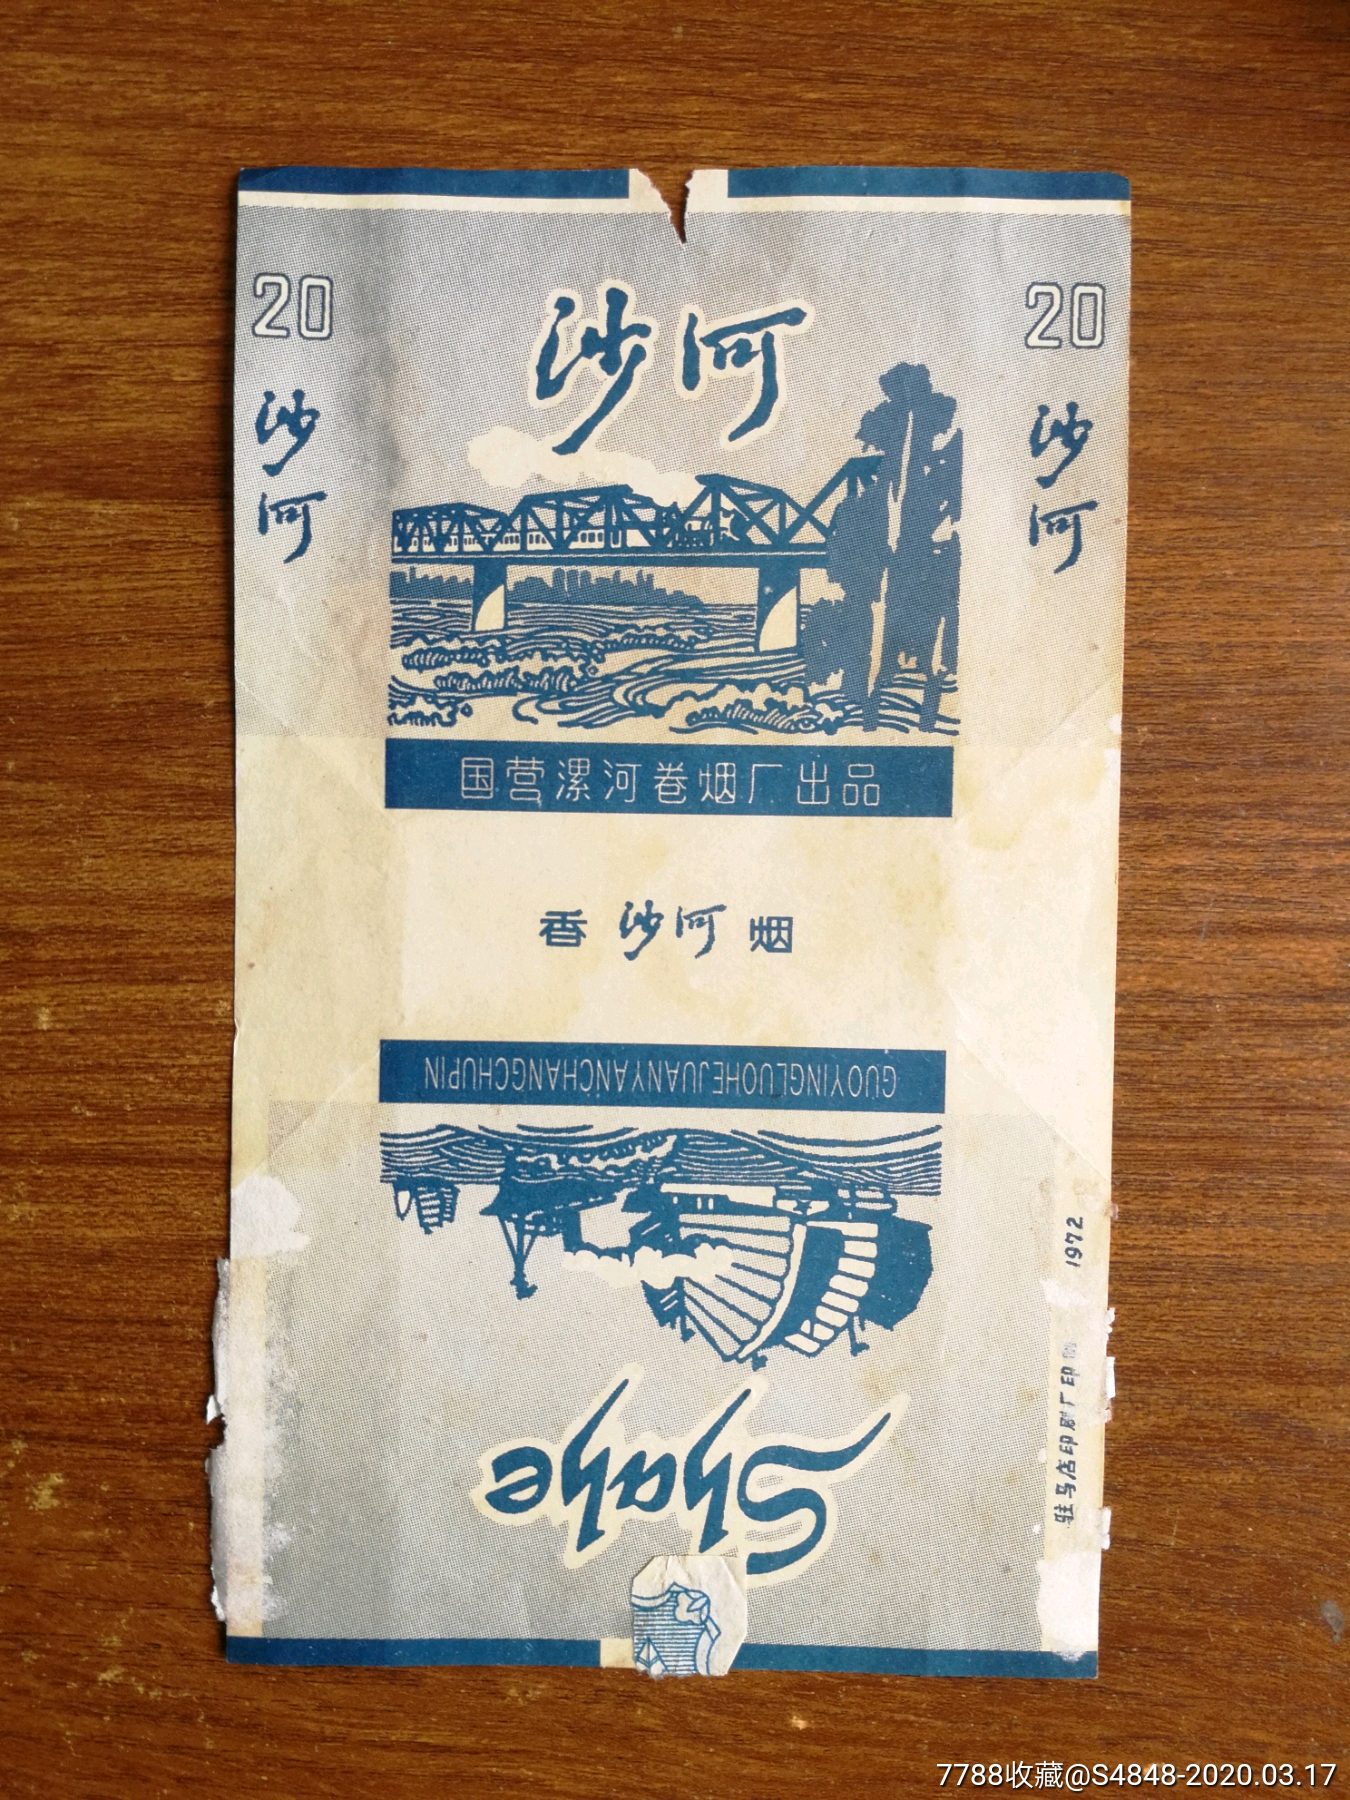 20
沙河
20
沙河
沙河
国营漯河卷烟厂出品
香 沙河 烟
GUOYINGLUOHEJUANYANCHANGCHUPIN
Shahe
驻马店印刷厂印制 1972
7788收藏@S4848-2020.03.17